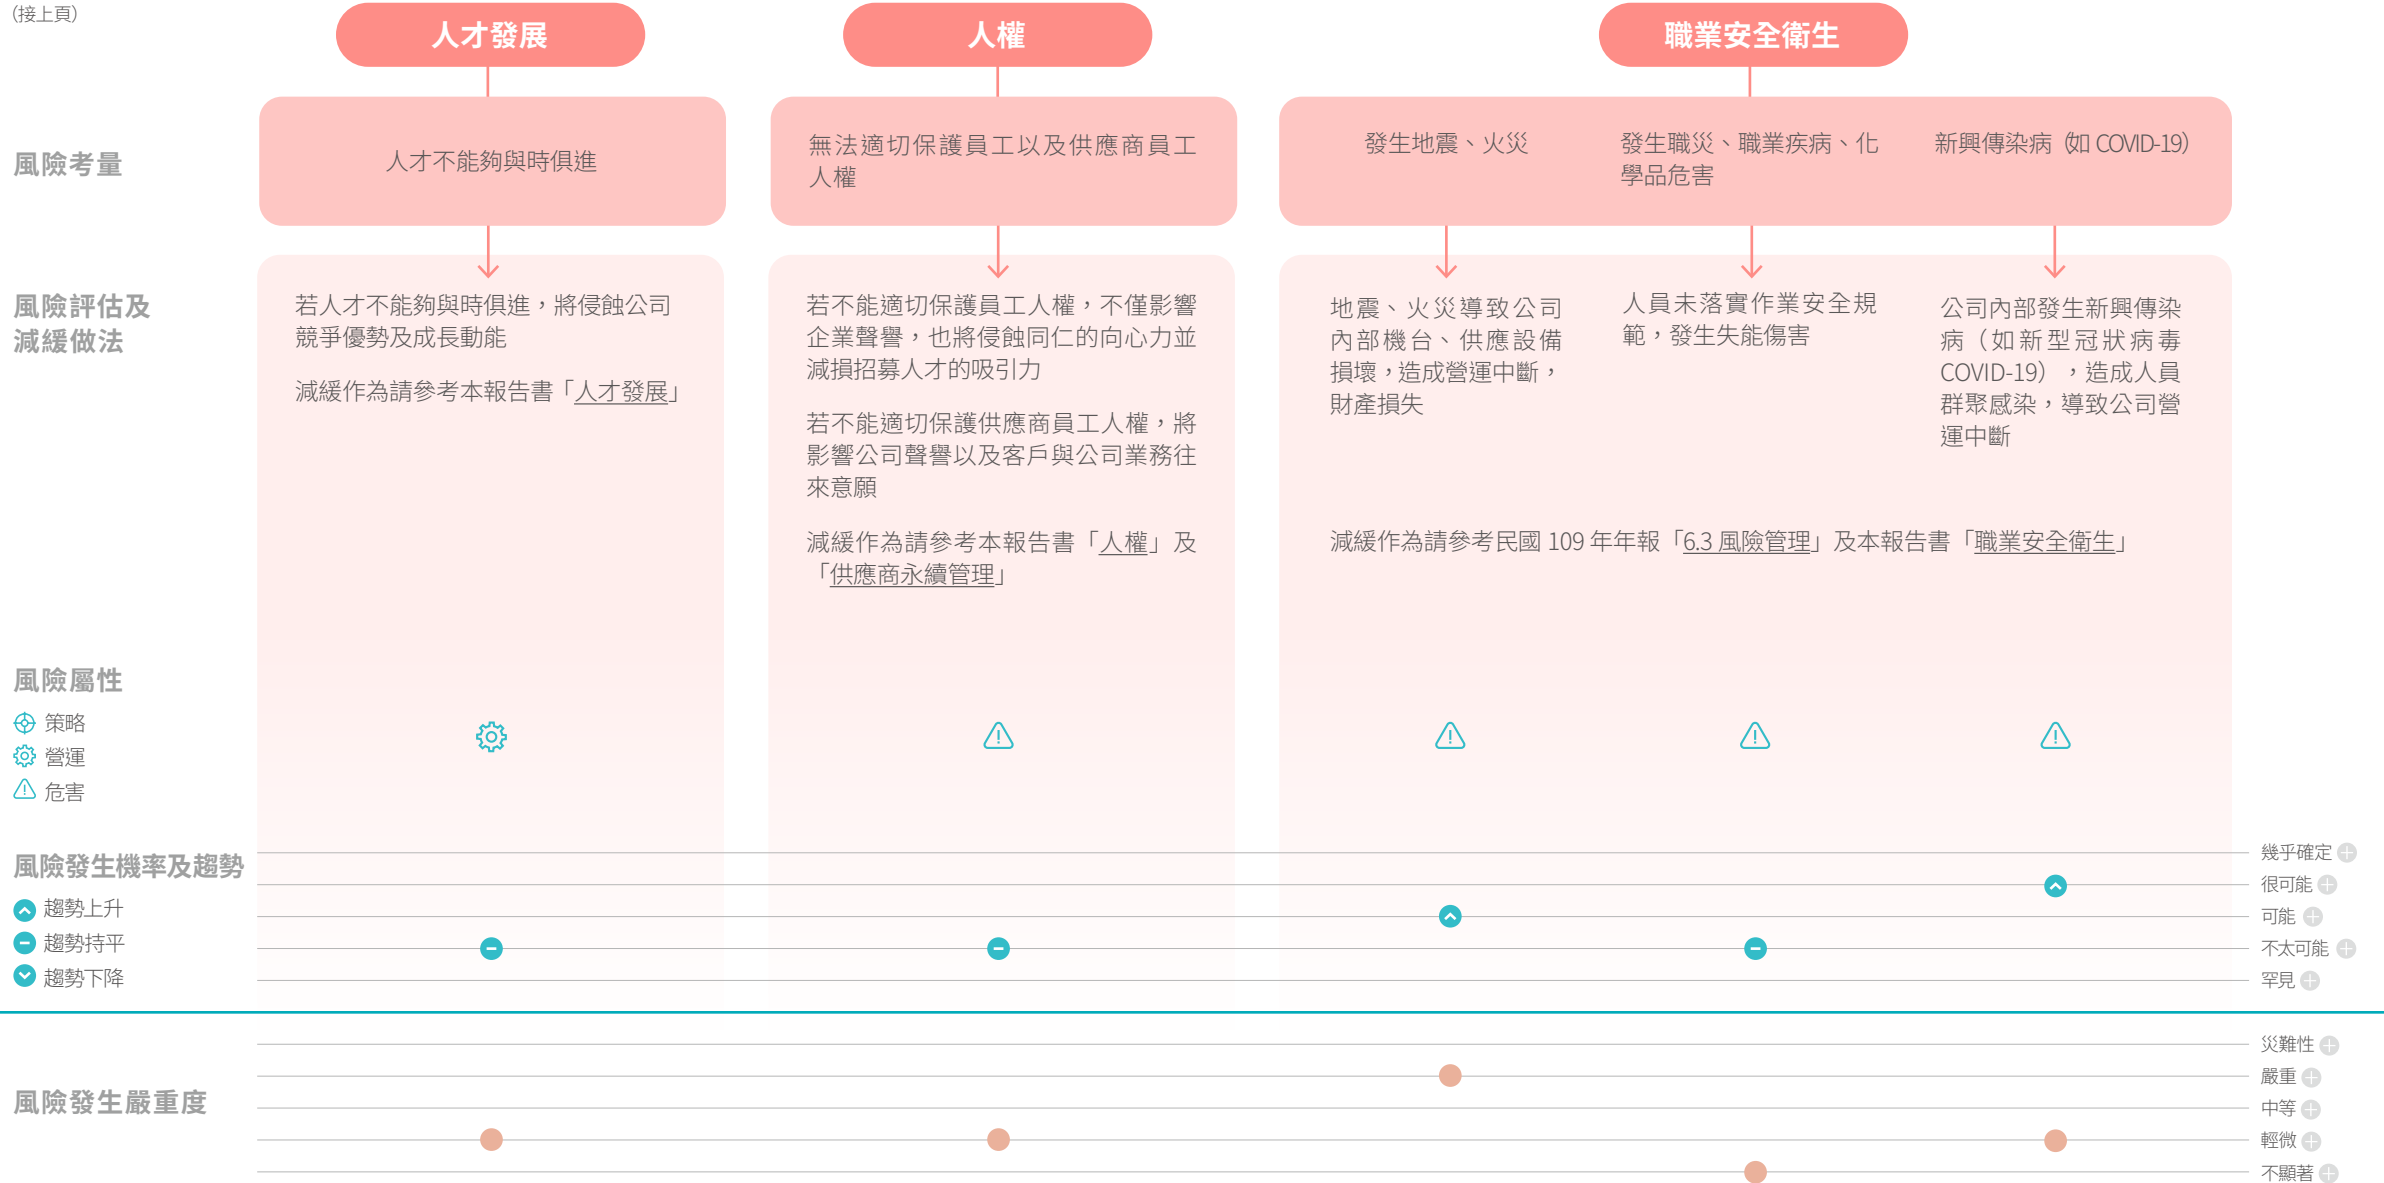 （接上頁）
人才發展
人權
職業安全衛生
風險考量
人才不能夠與時俱進
無法適切保護員工以及供應商員工
人權
發生地震、火災
發生職災、職業疾病、化
學品危害
新興傳染病（如 COVID-19）
風險評估及
減緩做法
若人才不能夠與時俱進，將侵蝕公司
競爭優勢及成長動能
減緩作為請參考本報告書「人才發展」
若不能適切保護員工人權，不僅影響
企業聲譽，也將侵蝕同仁的向心力並
減損招募人才的吸引力
若不能適切保護供應商員工人權，將
影響公司聲譽以及客戶與公司業務往
來意願
減緩作為請參考本報告書「人權」及
「供應商永續管理」
地震、火災導致公司
內部機台、供應設備
損壞，造成營運中斷，
財產損失
人員未落實作業安全規
範，發生失能傷害
公司內部發生新興傳染
病（如新型冠狀病毒
COVID-19），造成人員
群聚感染，導致公司營
運中斷
減緩作為請參考民國 109 年年報「6.3 風險管理」及本報告書「職業安全衛生」
風險屬性
策略
營運
危害
風險發生機率及趨勢
趨勢上升
趨勢持平
趨勢下降
幾乎確定
很可能
可能
不太可能
罕見
風險發生嚴重度
災難性
嚴重
中等
輕微
不顯著